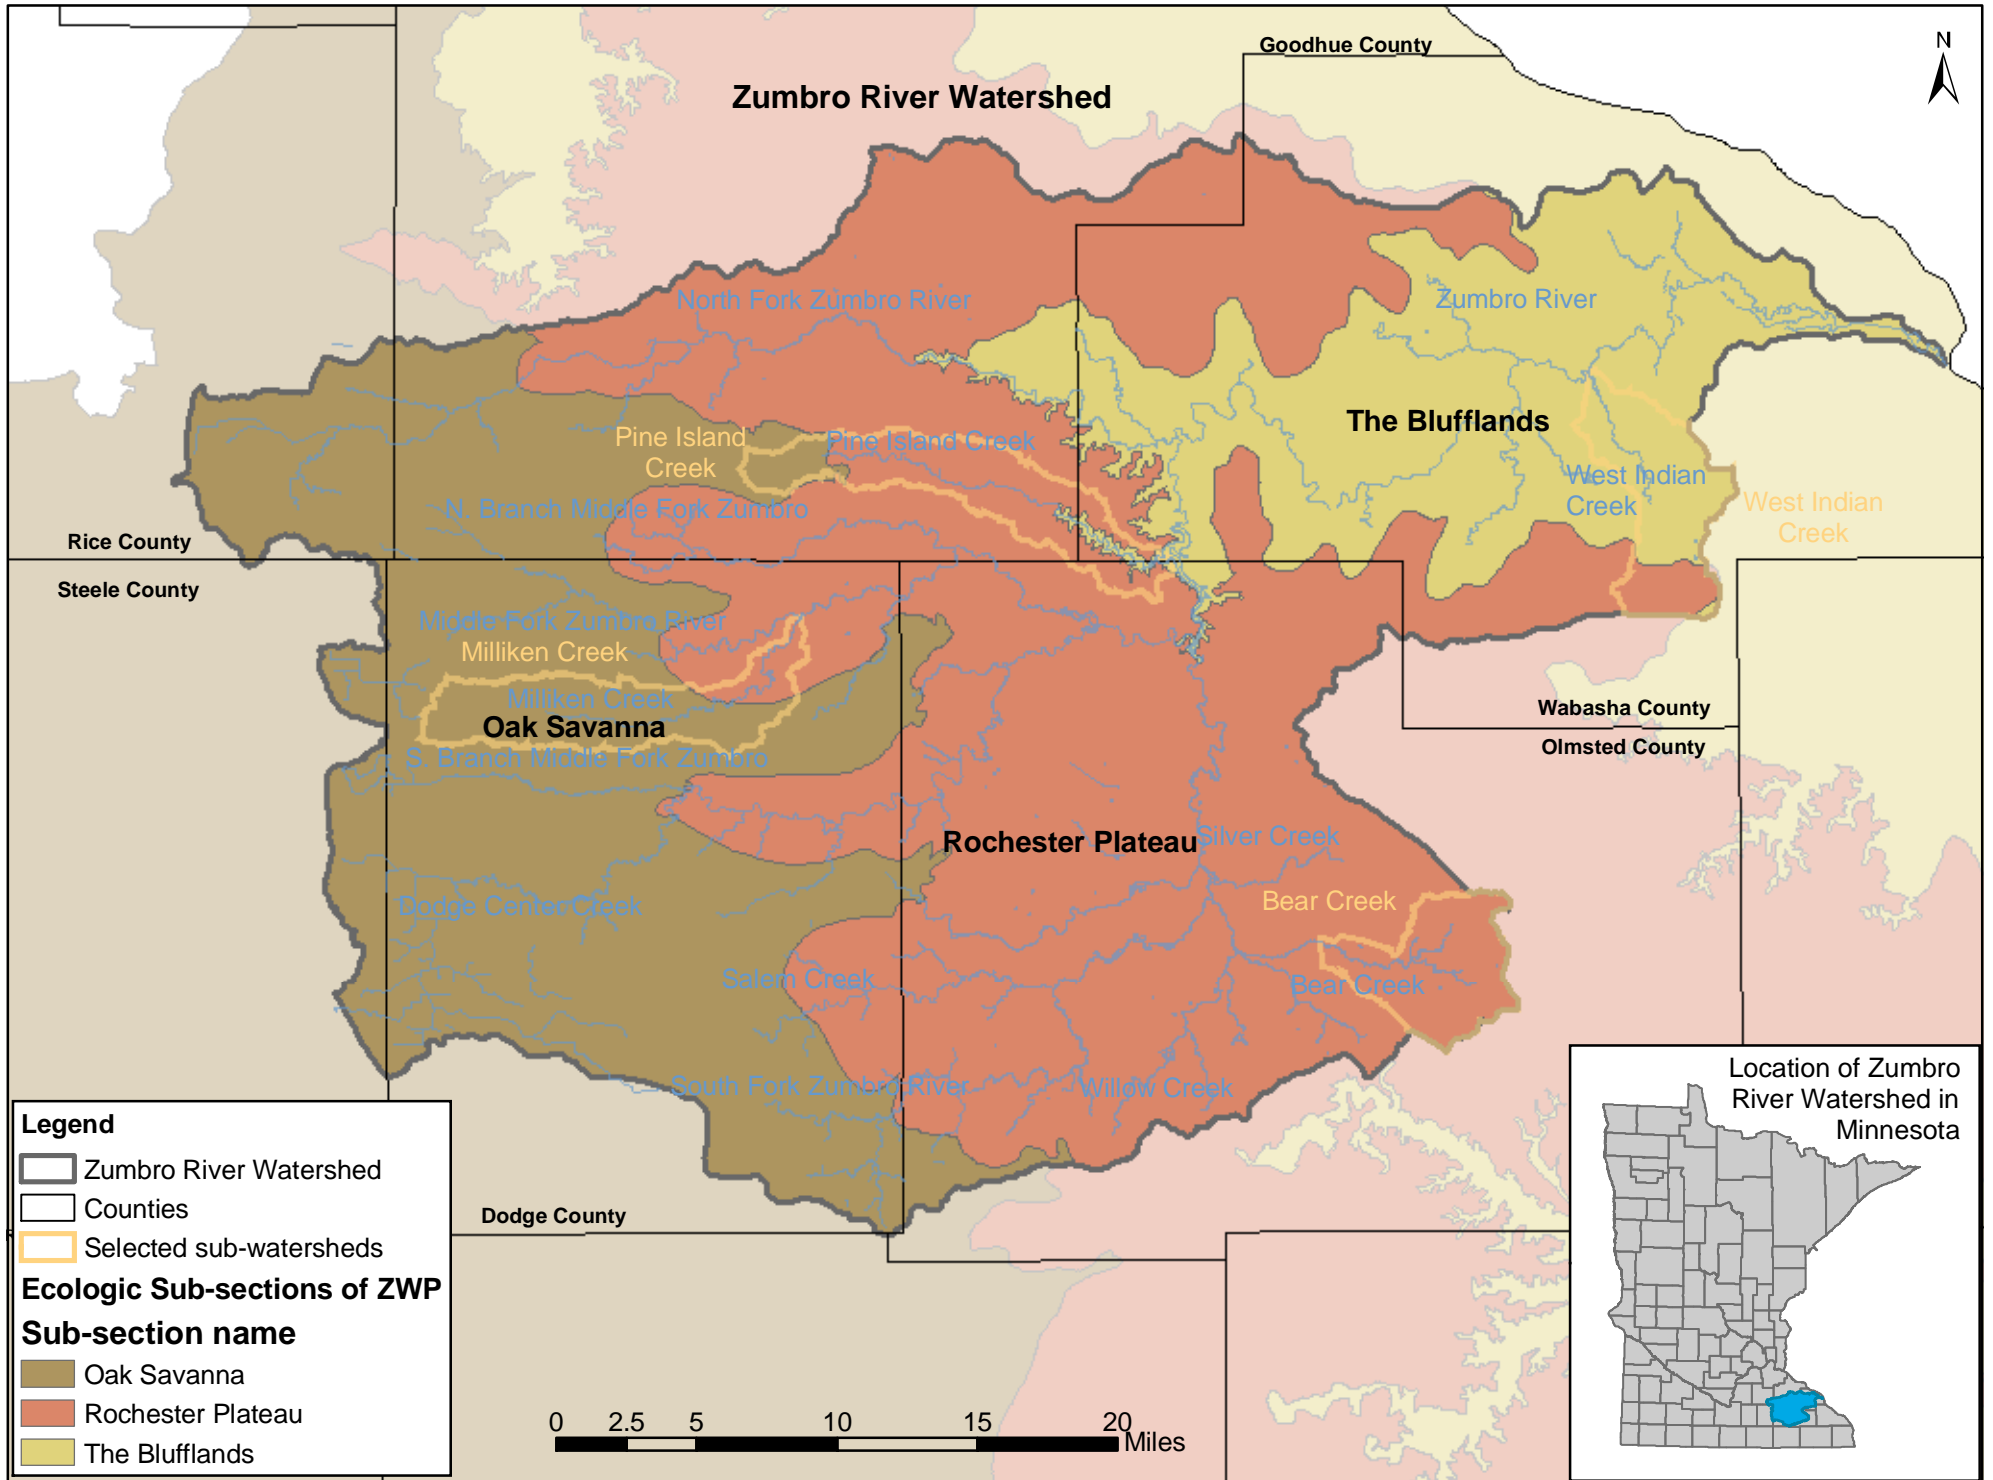 Goodhue County
N
Zumbro River Watershed
North Fork Zumbro River
Zumbro River
The Blufflands
Pine Island
Creek
Pine Island Creek
West Indian
Creek
West Indian
Creek
N. Branch Middle Fork Zumbro
Rice County
Steele County
Middle Fork Zumbro River
Milliken Creek
Milliken Creek
Oak Savanna
S. Branch Middle Fork Zumbro
Wabasha County
Olmsted County
Rochester Plateau
Silver Creek
Bear Creek
Dodge Center Creek
Salem Creek
Bear Creek
South Fork Zumbro River
Willow Creek
Dodge County
Legend
Zumbro River Watershed
Counties
Selected sub-watersheds
Ecologic Sub-sections of ZWP
Sub-section name
Oak Savanna
Rochester Plateau
The Blufflands
0 2.5 5 10 15 20
Miles
Location of Zumbro
River Watershed in
Minnesota